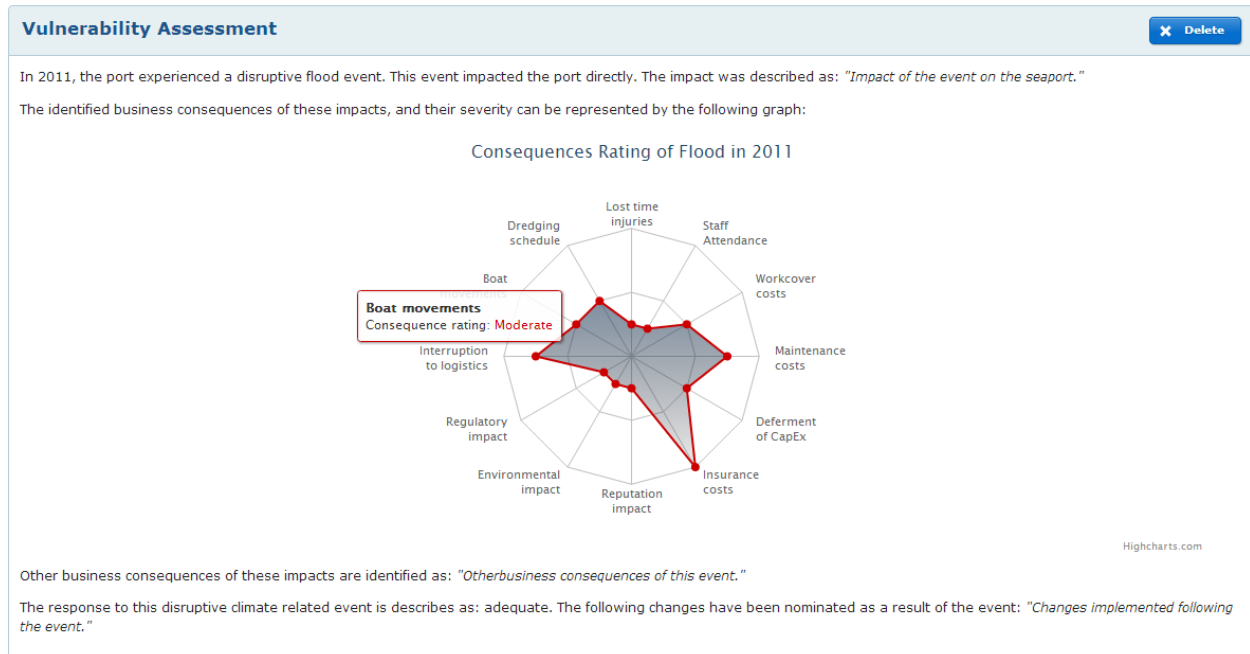 Vulnerability Assessment
Delete
In 2011, the port experienced a disruptive flood event. This event impacted the port directly. The impact was described as: "Impact of the event on the seaport."
The identified business consequences of these impacts, and their severity can be represented by the following graph:
Consequences Rating of Flood in 2011
Lost time
injuries
Dredging
schedule
Staff
Attendance
Boat
movements
Workcover
costs
Boat movements
Consequence rating: Moderate
Interruption
to logistics
Maintenance
costs
Regulatory
impact
Deferment
of CapEx
Environmental
impact
Insurance
costs
Reputation
impact
Highcharts.com
Other business consequences of these impacts are identified as: "Otherbusiness consequences of this event."
The response to this disruptive climate related event is describes as: adequate. The following changes have been nominated as a result of the event: "Changes implemented following
the event."